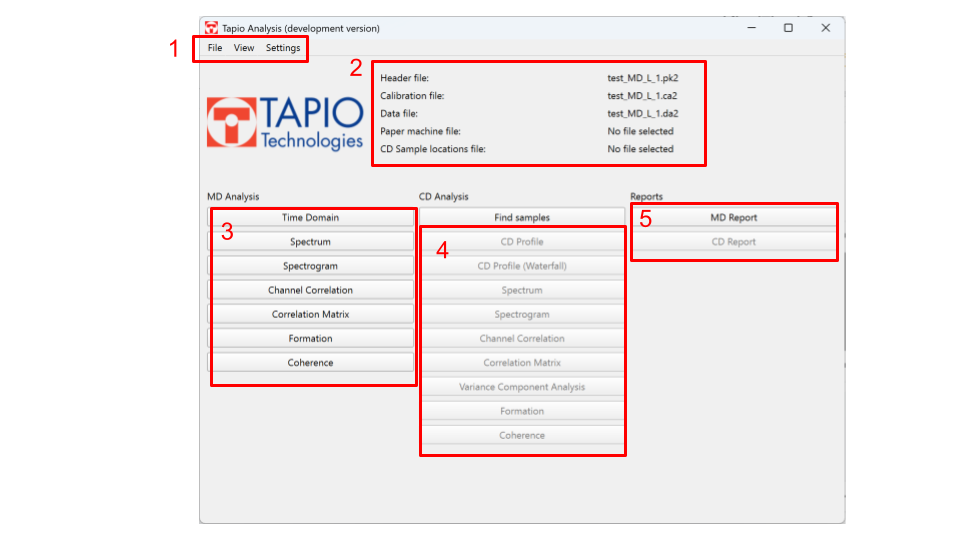 Tapio Analysis (development version)
1
File View Settings
2
Header file: test_MD_L_1.pk2
Calibration file: test_MD_L_1.ca2
Data file: test_MD_L_1.da2
Paper machine file: No file selected
CD Sample locations file: No file selected
TAPIO
Technologies
MD Analysis
3
Time Domain
Spectrum
Spectrogram
Channel Correlation
Correlation Matrix
Formation
Coherence
CD Analysis
Find samples
4
CD Profile
CD Profile (Waterfall)
Spectrum
Spectrogram
Channel Correlation
Correlation Matrix
Variance Component Analysis
Formation
Coherence
Reports
5
MD Report
CD Report